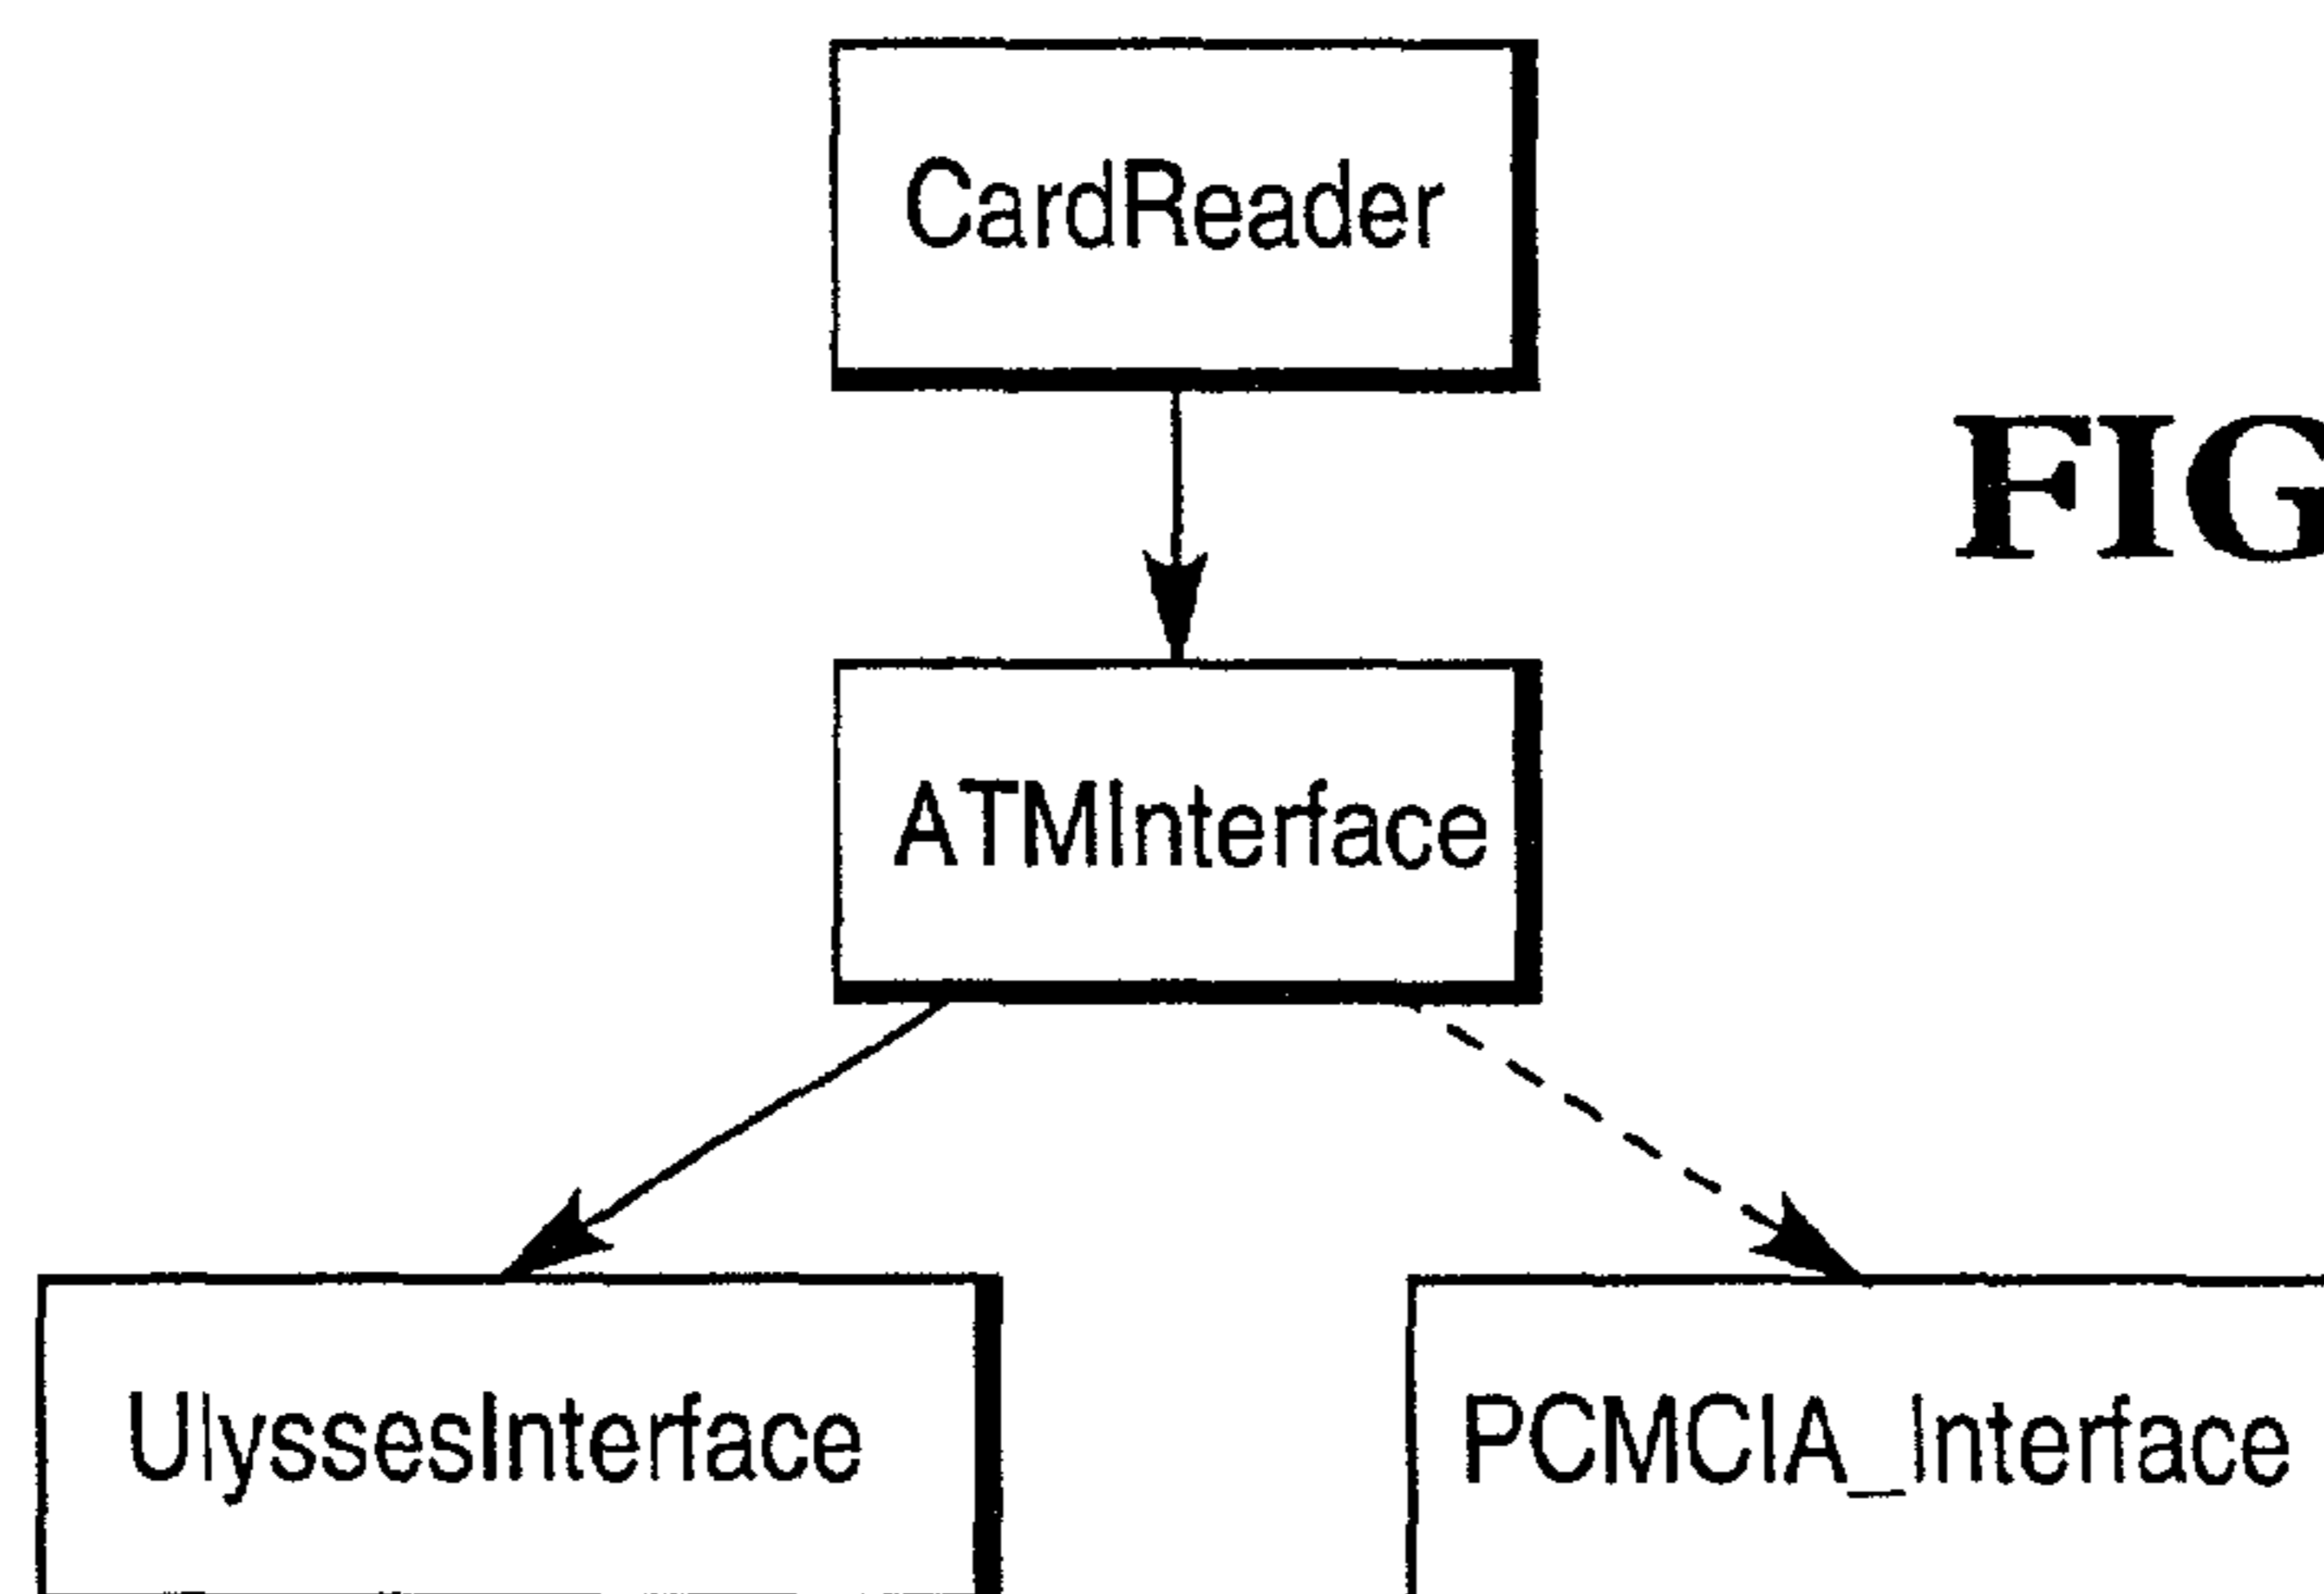 CardReader
FIG
ATMInterface
UlyssesInterface
PCMCIA_Interface